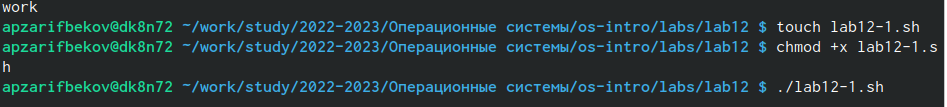 work
apzarifbekov@dk8n72 ~/work/study/2022-2023/Операционные системы/os-intro/labs/lab12 $ touch lab12-1.sh
apzarifbekov@dk8n72 ~/work/study/2022-2023/Операционные системы/os-intro/labs/lab12 $ chmod +x lab12-1.s
h
apzarifbekov@dk8n72 ~/work/study/2022-2023/Операционные системы/os-intro/labs/lab12 $ ./lab12-1.sh